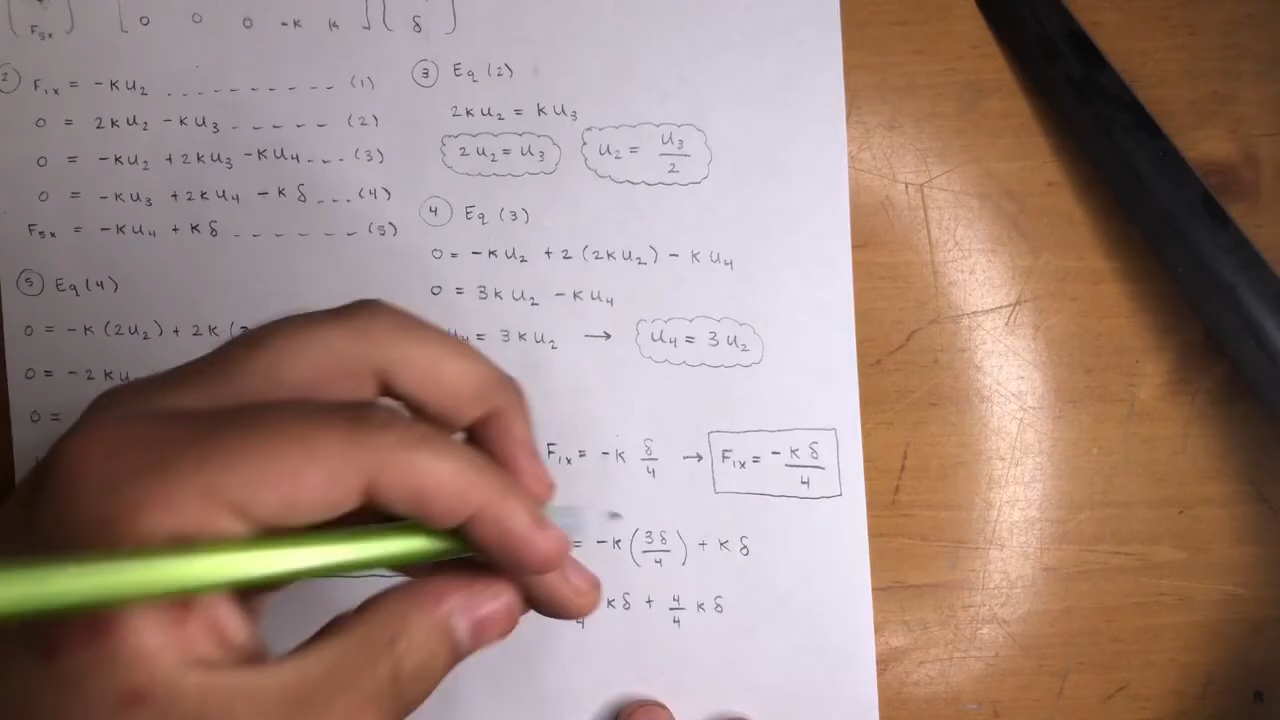 F5x 0 0 0 -K K δ
2 F1x = -KU2 --------- (1)
0 = 2KU2 - KU3 ----- (2)
0 = -KU2 + 2KU3 - KU4 --- (3)
0 = -KU3 + 2KU4 - Kδ --- (4)
F5x = -KU4 + Kδ ------ (5)
3 Eq (2)
2KU2 = KU3
2U2 = U3 U2 = U3/2
4 Eq (3)
0 = -KU2 + 2(2KU2) - KU4
0 = 3KU2 - KU4
U4 = 3KU2 → U4 = 3U2
5 Eq(4)
0 = -K(2U2) + 2K(3
0 = -2KU
0 =
F1x = -K δ/4 → F1x = -Kδ/4
= -K(3δ/4) + Kδ
4 Kδ + 4/4 Kδ